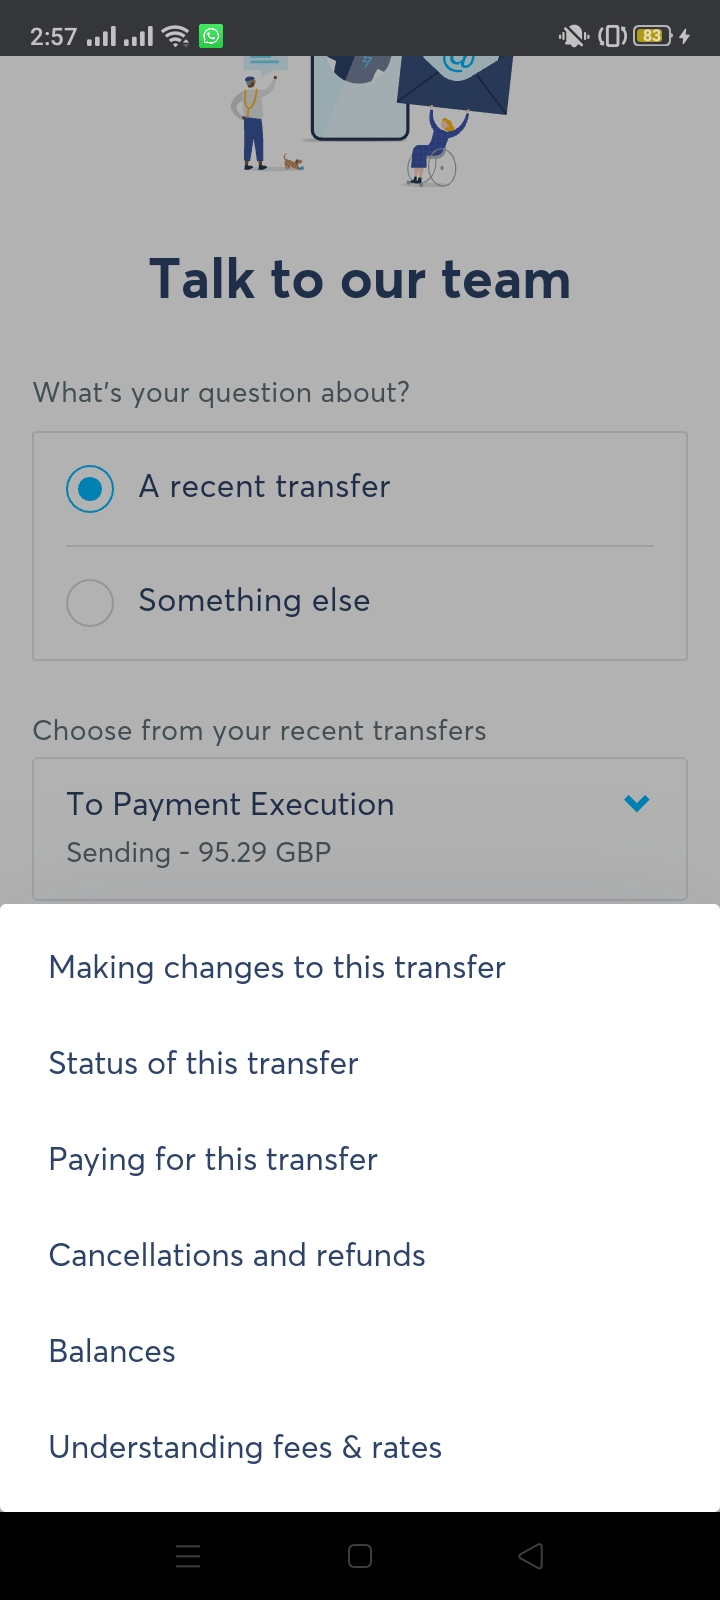 2:57
83
@
Talk to our team
What's your question about?
A recent transfer
Something else
Choose from your recent transfers
To Payment Execution
Sending - 95.29 GBP
Making changes to this transfer
Status of this transfer
Paying for this transfer
Cancellations and refunds
Balances
Understanding fees & rates